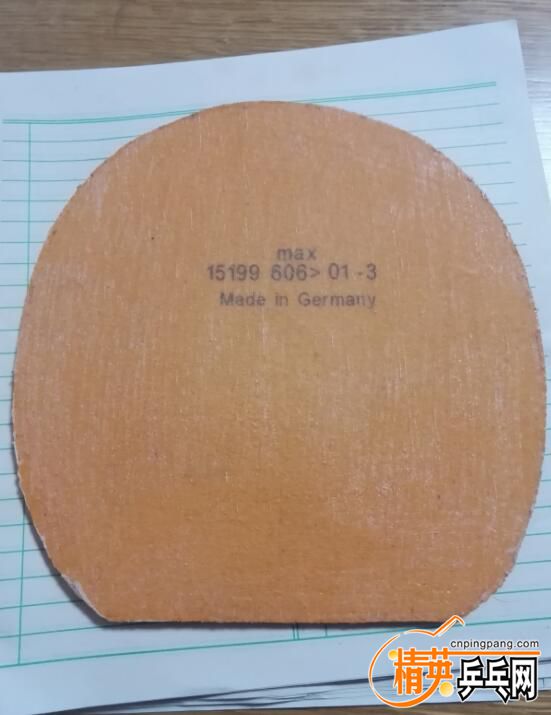 max
15199 606> 01 -3
Made in Germany
cnpingpang.com
精英乒乓网